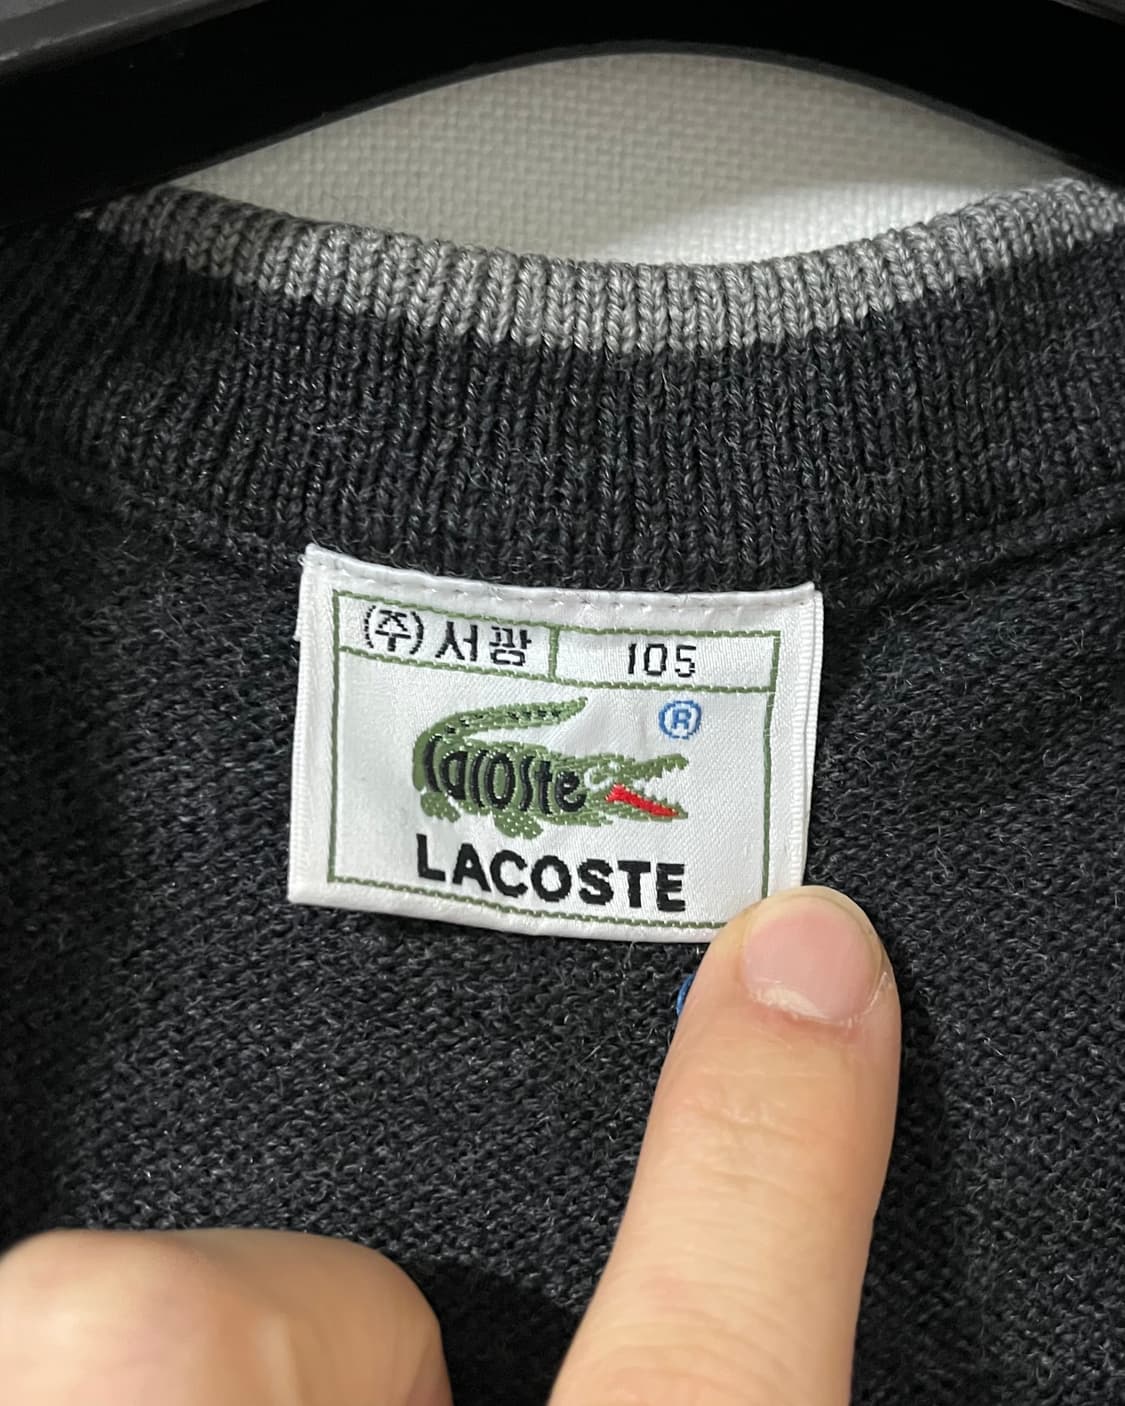 (주)서광 105
®
Lacoste
LACOSTE